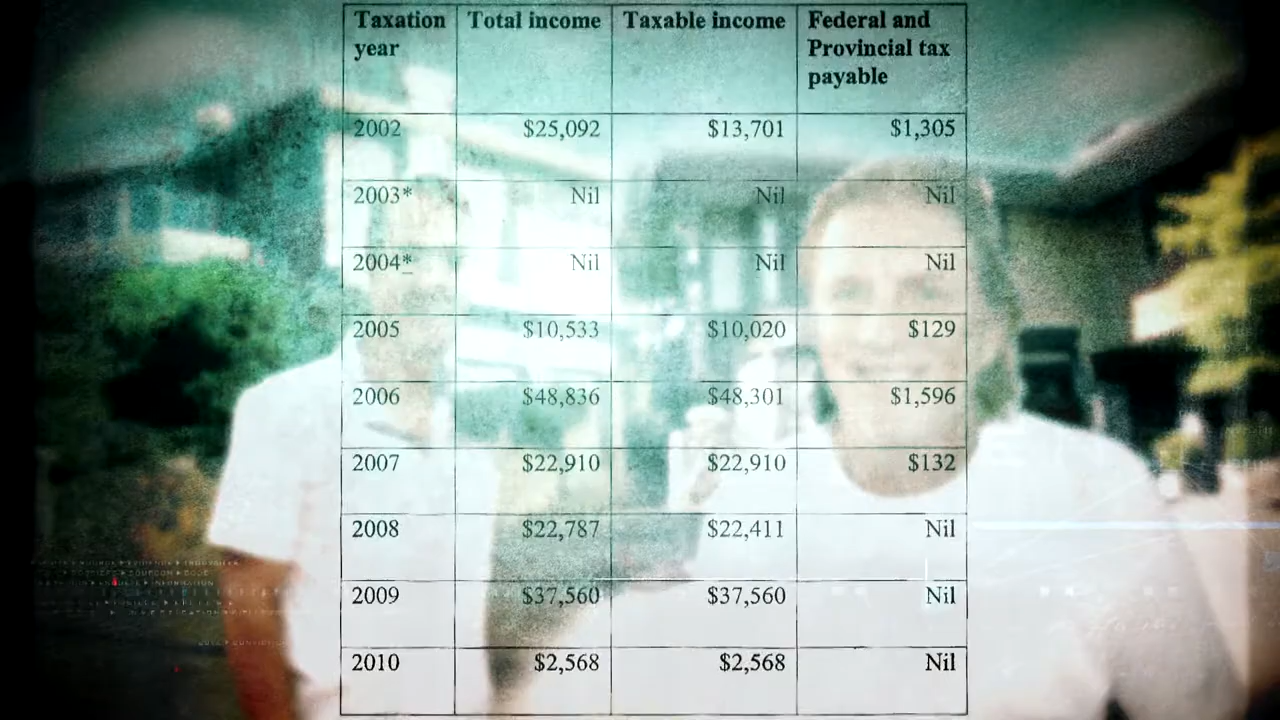 Taxation year Total income Taxable income Federal and Provincial tax payable
2002 $25,092 $13,701 $1,305
2003* Nil Nil Nil
2004* Nil Nil Nil
2005 $10,533 $10,020 $129
2006 $48,836 $48,301 $1,596
2007 $22,910 $22,910 $132
2008 $22,787 $22,411 Nil
2009 $37,560 $37,560 Nil
2010 $2,568 $2,568 Nil